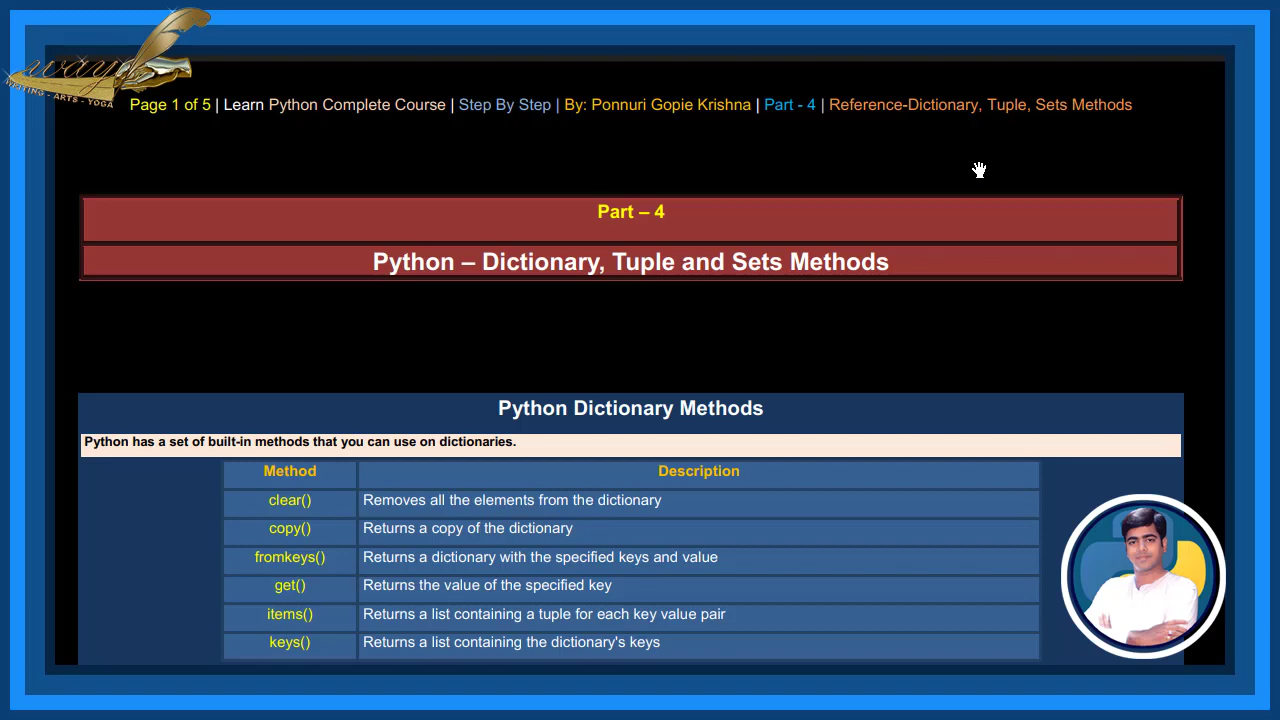 way
WRITING - ARTS - YOGA
Page 1 of 5 | Learn Python Complete Course | Step By Step | By: Ponnuri Gopie Krishna | Part - 4 | Reference-Dictionary, Tuple, Sets Methods
Part – 4
Python – Dictionary, Tuple and Sets Methods
Python Dictionary Methods
Python has a set of built-in methods that you can use on dictionaries.
Method Description
clear() Removes all the elements from the dictionary
copy() Returns a copy of the dictionary
fromkeys() Returns a dictionary with the specified keys and value
get() Returns the value of the specified key
items() Returns a list containing a tuple for each key value pair
keys() Returns a list containing the dictionary's keys